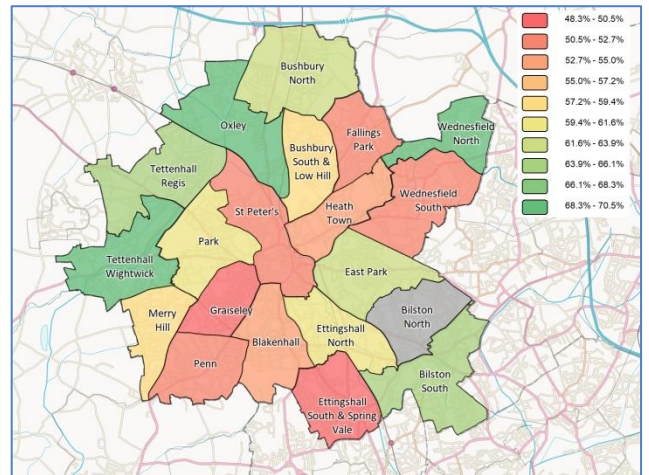 48.3% - 50.5%
50.5% - 52.7%
52.7% - 55.0%
55.0% - 57.2%
57.2% - 59.4%
59.4% - 61.6%
61.6% - 63.9%
63.9% - 66.1%
66.1% - 68.3%
68.3% - 70.5%
Bushbury
North
Oxley
Bushbury
South &
Low Hill
Fallings
Park
Wednesfield
North
Tettenhall
Regis
St Peter's
Heath
Town
Wednesfield
South
Park
Tettenhall
Wightwick
East Park
Merry
Hill
Graiseley
Ettingshall
North
Bilston
North
Penn
Blakenhall
Bilston
South
Ettingshall
South & Spring
Vale